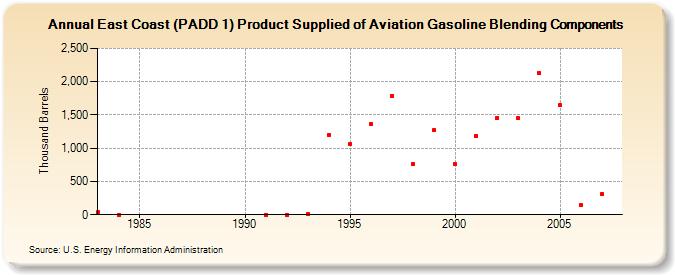 Annual East Coast (PADD 1) Product Supplied of Aviation Gasoline Blending Components
Thousand Barrels
2,500
2,000
1,500
1,000
500
0
1985 1990 1995 2000 2005
Source: U.S. Energy Information Administration